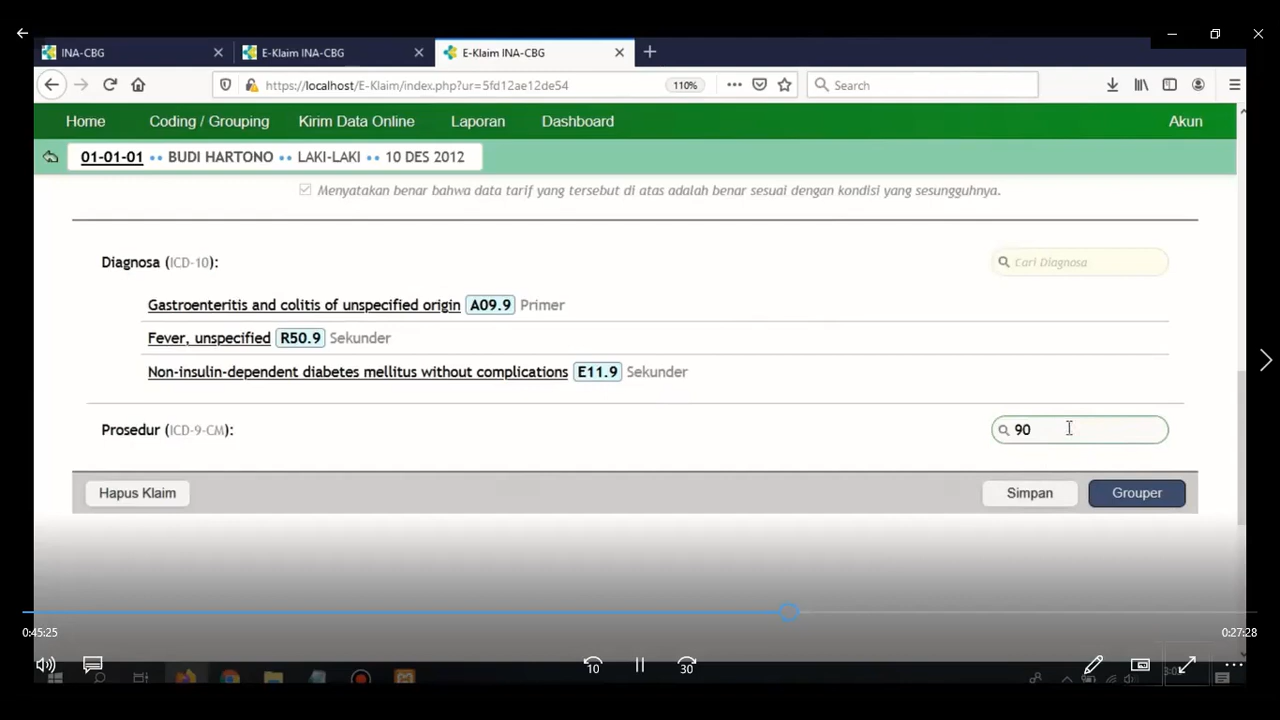 INA-CBG
E-Klaim INA-CBG
E-Klaim INA-CBG
https://localhost/E-Klaim/index.php?ur=5fd12ae12de54
110%
Search
Home Coding / Grouping Kirim Data Online Laporan Dashboard Akun
01-01-01 •• BUDI HARTONO •• LAKI-LAKI •• 10 DES 2012
Menyatakan benar bahwa data tarif yang tersebut di atas adalah benar sesuai dengan kondisi yang sesungguhnya.
Diagnosa (ICD-10): Cari Diagnosa
Gastroenteritis and colitis of unspecified origin A09.9 Primer
Fever, unspecified R50.9 Sekunder
Non-insulin-dependent diabetes mellitus without complications E11.9 Sekunder
Prosedur (ICD-9-CM): 90
Hapus Klaim Simpan Grouper
0:45:25 0:27:28
10 30